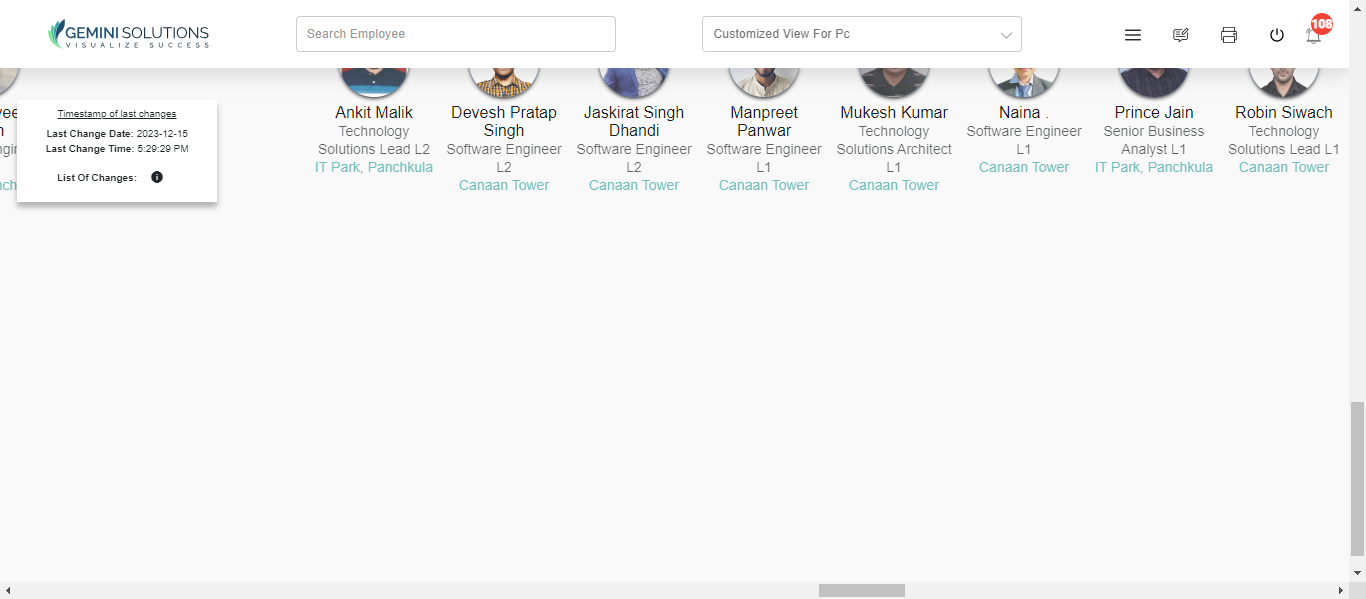 GEMINI SOLUTIONS
VISUALIZE SUCCESS
Search Employee
Customized View For Pc
108
Timestamp of last changes
Last Change Date: 2023-12-15
Last Change Time: 5:29:29 PM
List Of Changes:
Ankit Malik
Technology
Solutions Lead L2
IT Park, Panchkula
Devesh Pratap
Singh
Software Engineer
L2
Canaan Tower
Jaskirat Singh
Dhandi
Software Engineer
L2
Canaan Tower
Manpreet
Panwar
Software Engineer
L1
Canaan Tower
Mukesh Kumar
Technology
Solutions Architect
L1
Canaan Tower
Naina .
Software Engineer
L1
Canaan Tower
Prince Jain
Senior Business
Analyst L1
IT Park, Panchkula
Robin Siwach
Technology
Solutions Lead L1
Canaan Tower